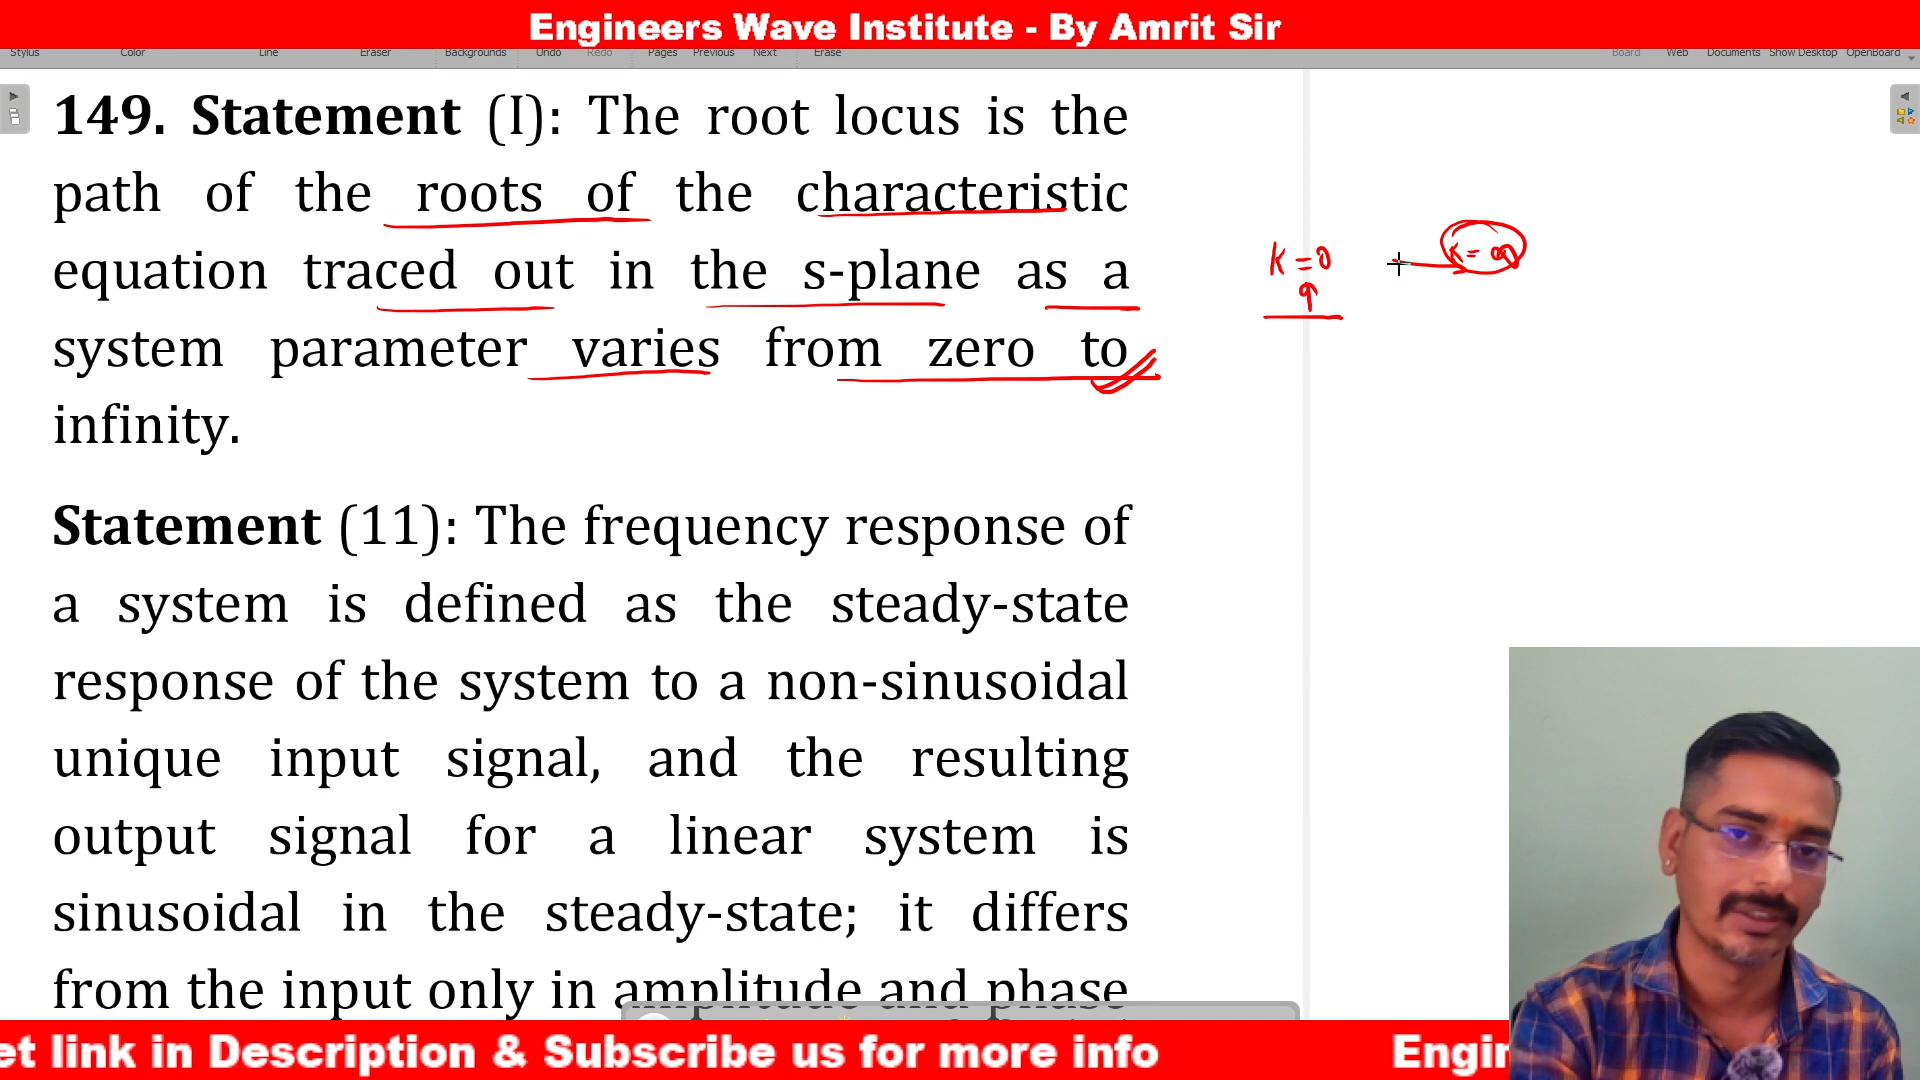 Engineers Wave Institute - By Amrit Sir
Stylus Color Line Eraser Backgrounds Undo Redo Pages Previous Next Erase Board Web Documents Show Desktop OpenBoard
149. Statement (I): The root locus is the
path of the roots of the characteristic
equation traced out in the s-plane as a
system parameter varies from zero to
infinity.
K=0 K=∞
Statement (11): The frequency response of
a system is defined as the steady-state
response of the system to a non-sinusoidal
unique input signal, and the resulting
output signal for a linear system is
sinusoidal in the steady-state; it differs
from the input only in amplitude and phase
et link in Description & Subscribe us for more info Engin